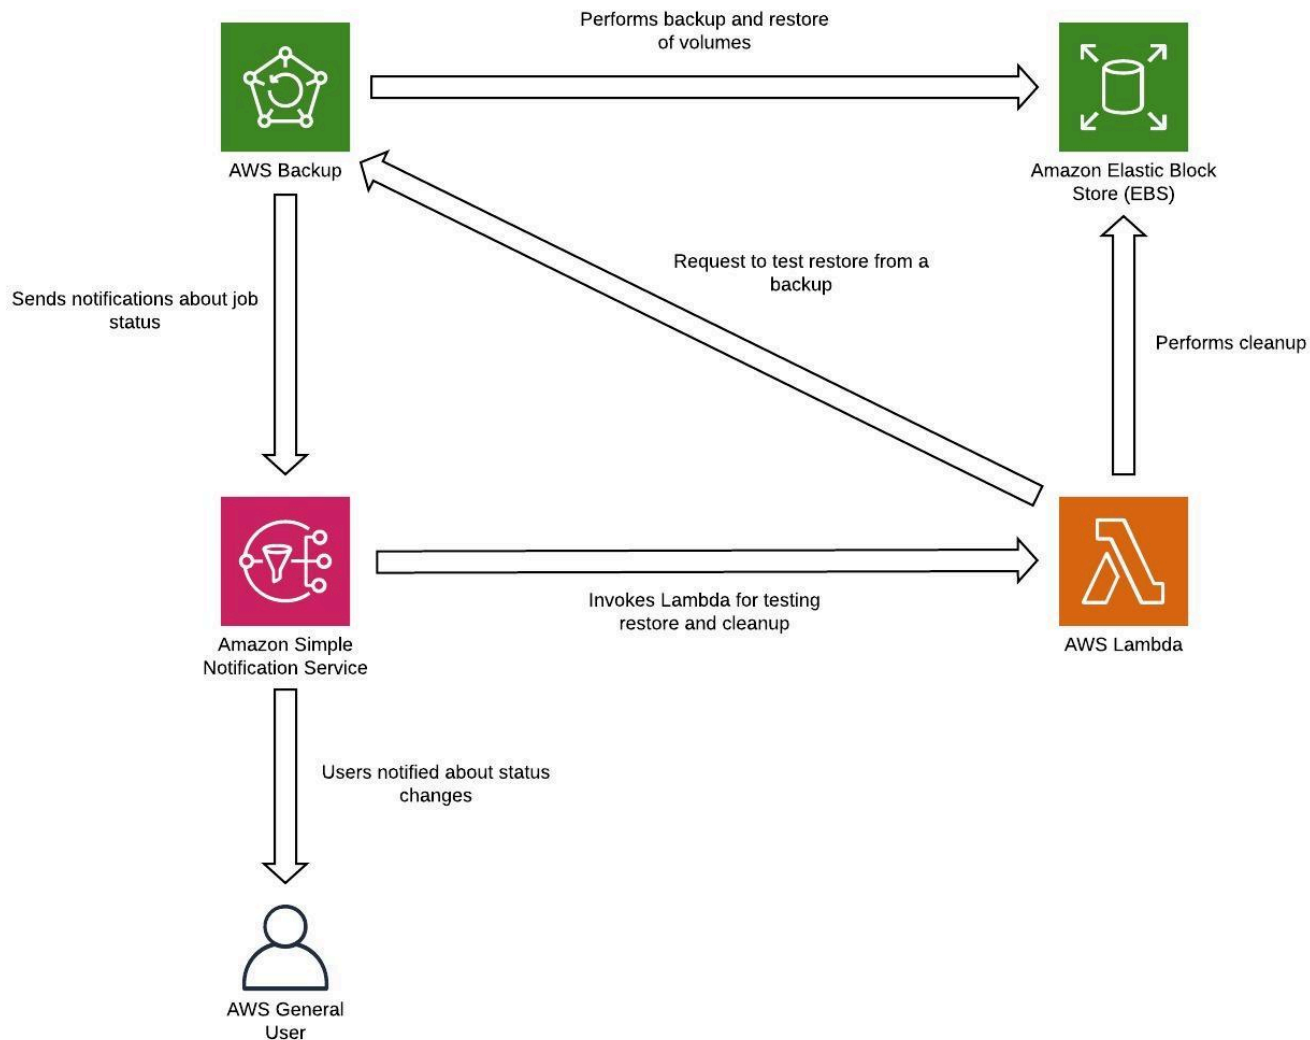 Performs backup and restore
of volumes
AWS Backup
Amazon Elastic Block
Store (EBS)
Request to test restore from a
backup
Sends notifications about job
status
Performs cleanup
Invokes Lambda for testing
restore and cleanup
Amazon Simple
Notification Service
AWS Lambda
Users notified about status
changes
AWS General
User